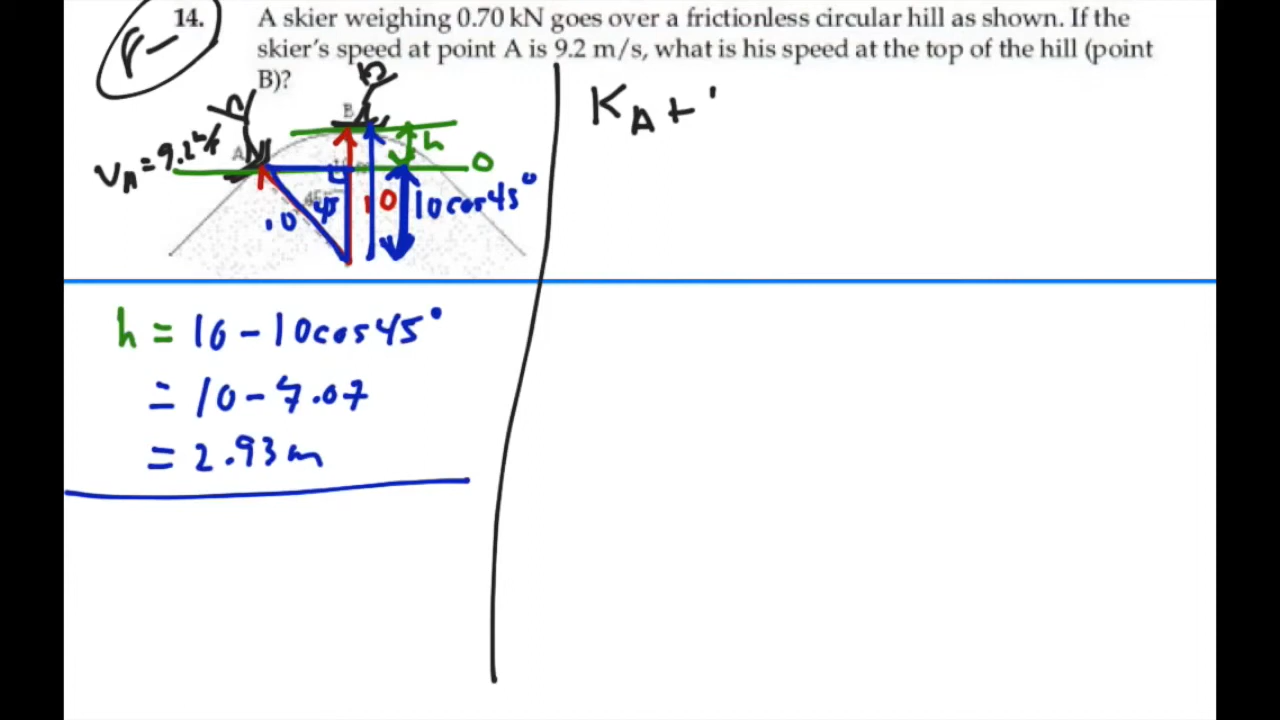 14. A skier weighing 0.70 kN goes over a frictionless circular hill as shown. If the
skier's speed at point A is 9.2 m/s, what is his speed at the top of the hill (point
B)?
B
K_A +
A
V_A = 9.2
h
0
10 45 10 10cos45°
h = 10 - 10cos45°
= 10 - 7.07
= 2.93m